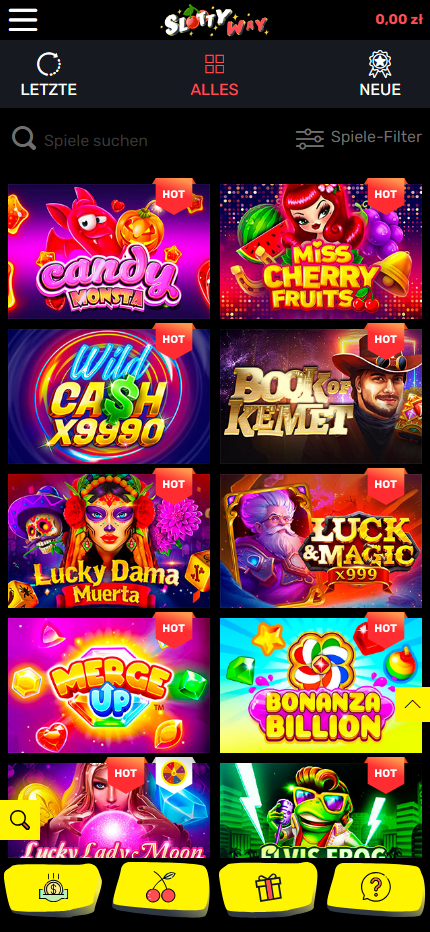 SLOTTY WAY
0,00 zł
LETZTE
ALLES
NEUE
Spiele suchen
Spiele-Filter
HOT
HOT
candy
MONSTA
MISS
CHERRY
FRUITS
HOT
HOT
Wild
CA$H
X9990
BOOK OF
KEMET
HOT
HOT
Lucky Dama
Muerta
LUCK
&MAGIC
x999
HOT
HOT
MERGE
UP™
BONANZA
BILLION
HOT
HOT
Lucky Lady's Moon
ELVIS FROG